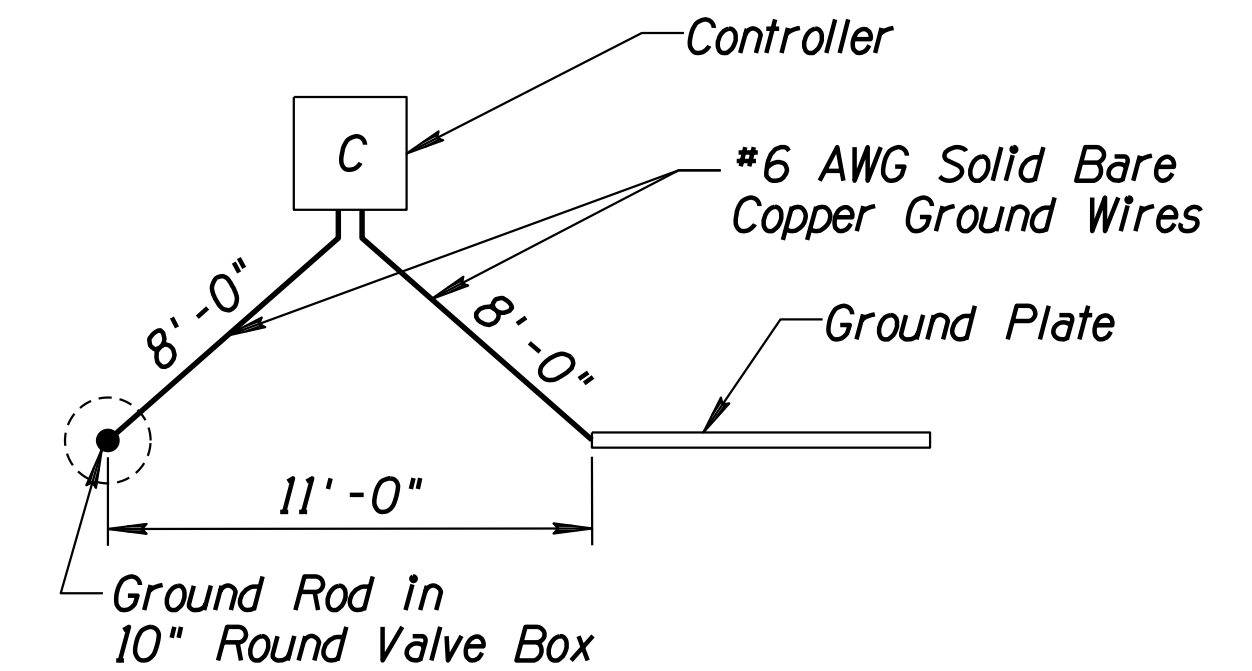 Controller
C
#6 AWG Solid Bare
Copper Ground Wires
8'-0"
8'-0"
Ground Plate
11'-0"
Ground Rod in
10" Round Valve Box